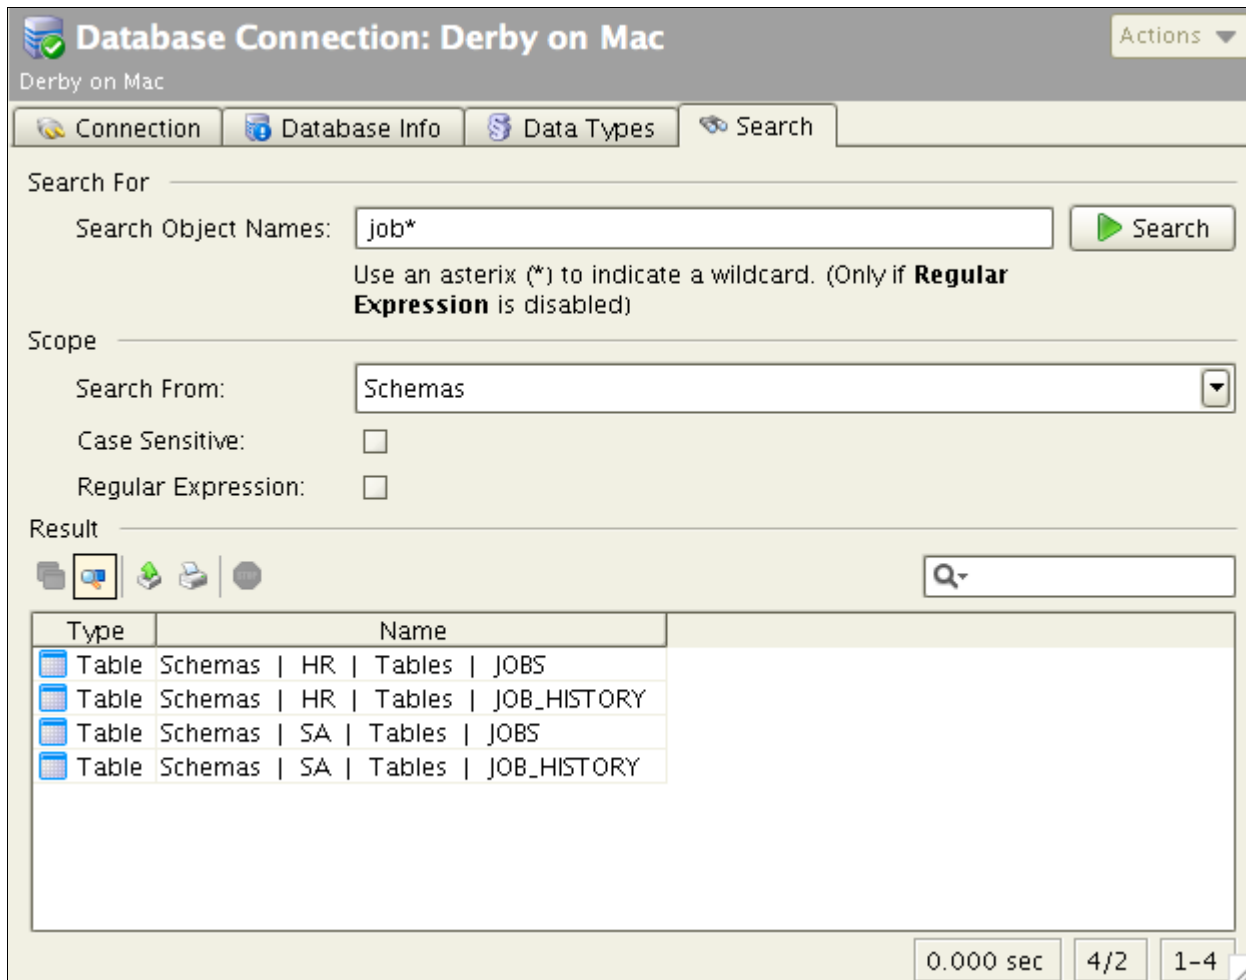 Database Connection: Derby on Mac
Actions
Derby on Mac
Connection
Database Info
Data Types
Search
Search For
Search Object Names:
job*
Search
Use an asterix (*) to indicate a wildcard. (Only if Regular
Expression is disabled)
Scope
Search From:
Schemas
Case Sensitive:
Regular Expression:
Result
Type Name
Table Schemas | HR | Tables | JOBS
Table Schemas | HR | Tables | JOB_HISTORY
Table Schemas | SA | Tables | JOBS
Table Schemas | SA | Tables | JOB_HISTORY
0.000 sec 4/2 1-4